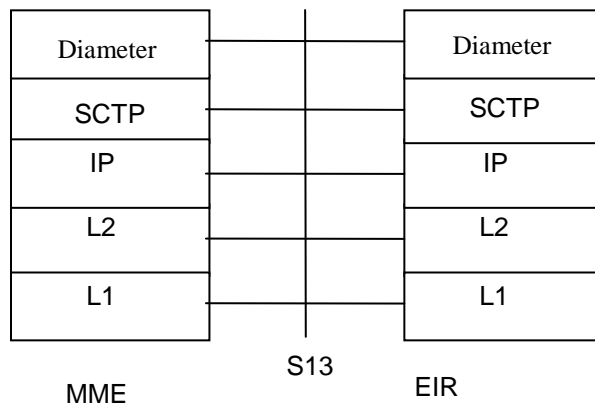 Diameter Diameter
SCTP SCTP
IP IP
L2 L2
L1 L1
S13
MME EIR